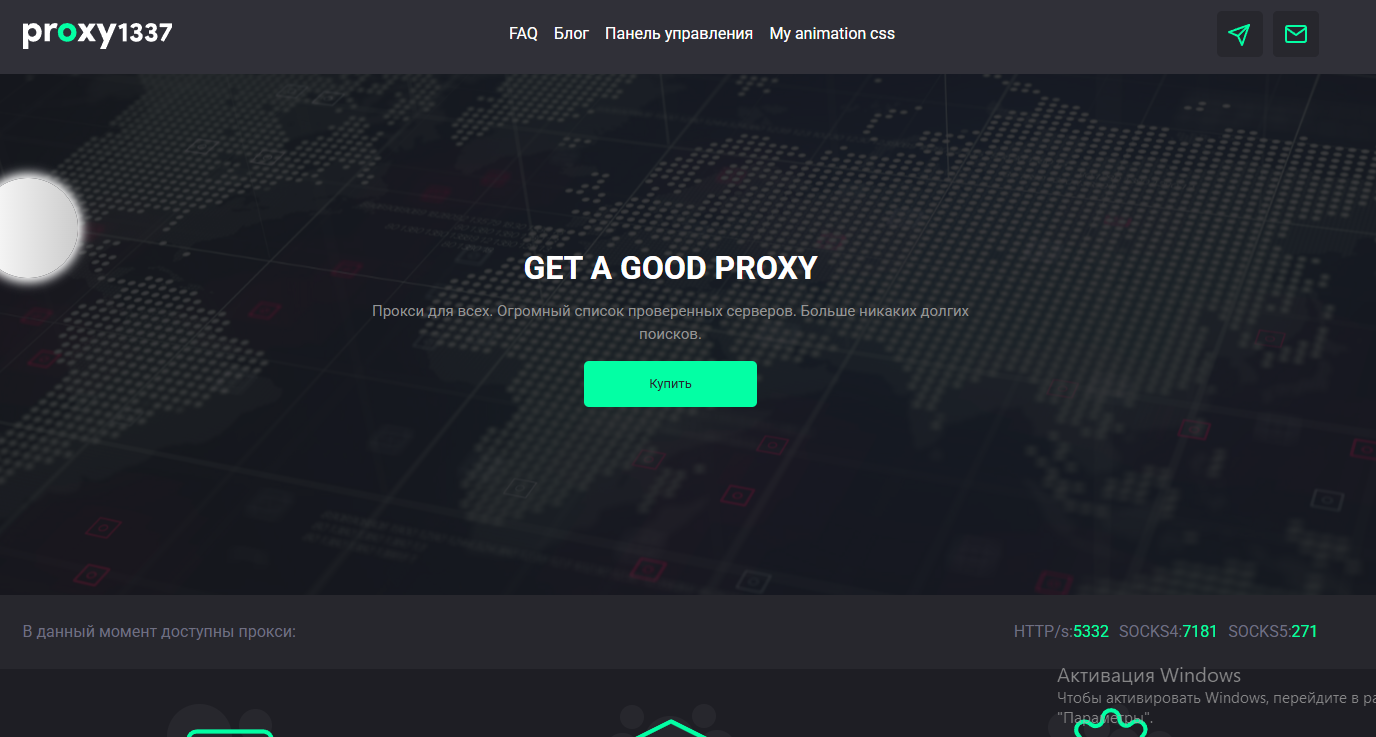 proxy1337
FAQ Блог Панель управления My animation css
GET A GOOD PROXY
Прокси для всех. Огромный список проверенных серверов. Больше никаких долгих
поисков.
Купить
В данный момент доступны прокси:
HTTP/s:5332 SOCKS4:7181 SOCKS5:271
Активация Windows
Чтобы активировать Windows, перейдите в
"Параметры".